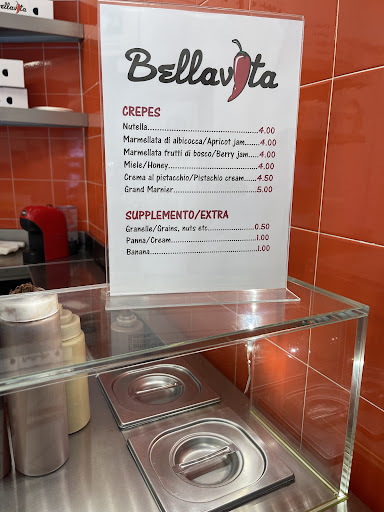 Bellavita
CREPES
Nutella 4.00
Marmellata di albicocca/Apricot jam 4.00
Marmellata frutti di bosco/Berry jam 4.00
Miele/Honey 4.00
Crema al pistacchio/Pistachio cream 4.50
Grand Marnier 5.00
SUPPLEMENTO/EXTRA
Granelle/Grains, nuts etc 0.50
Panna/Cream 1.00
Banana 1.00